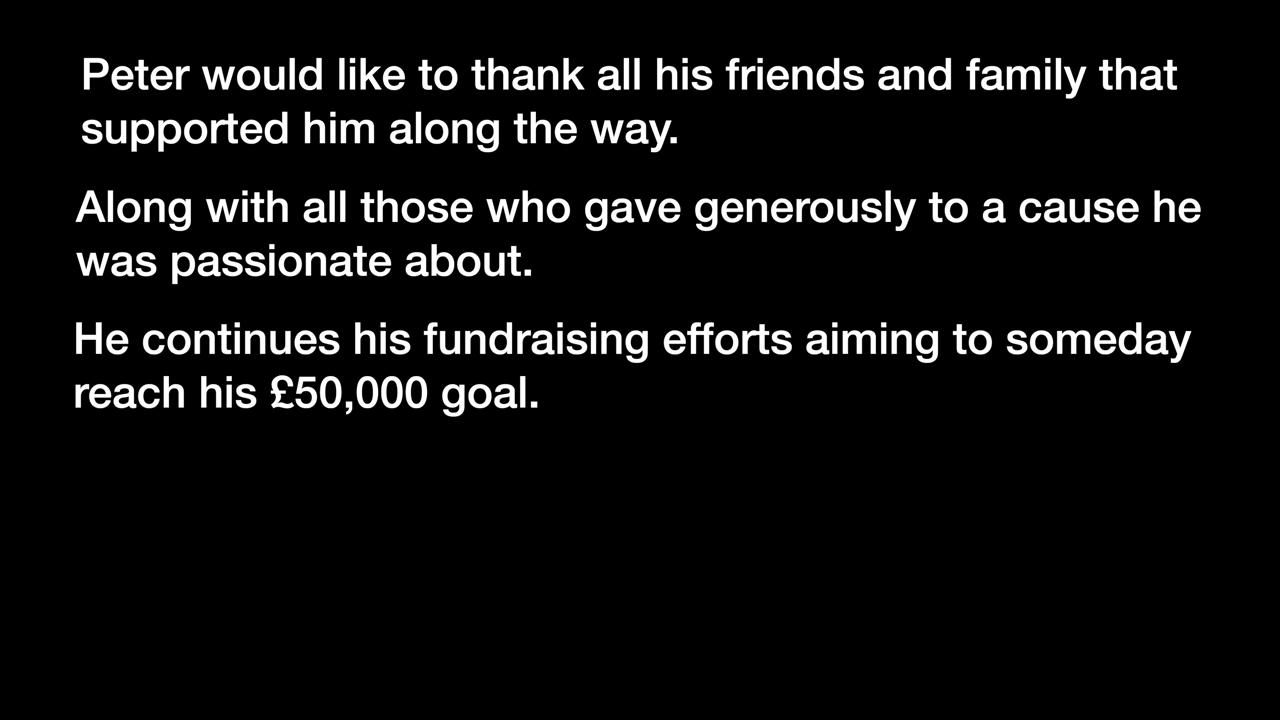 Peter would like to thank all his friends and family that
supported him along the way.
Along with all those who gave generously to a cause he
was passionate about.
He continues his fundraising efforts aiming to someday
reach his £50,000 goal.